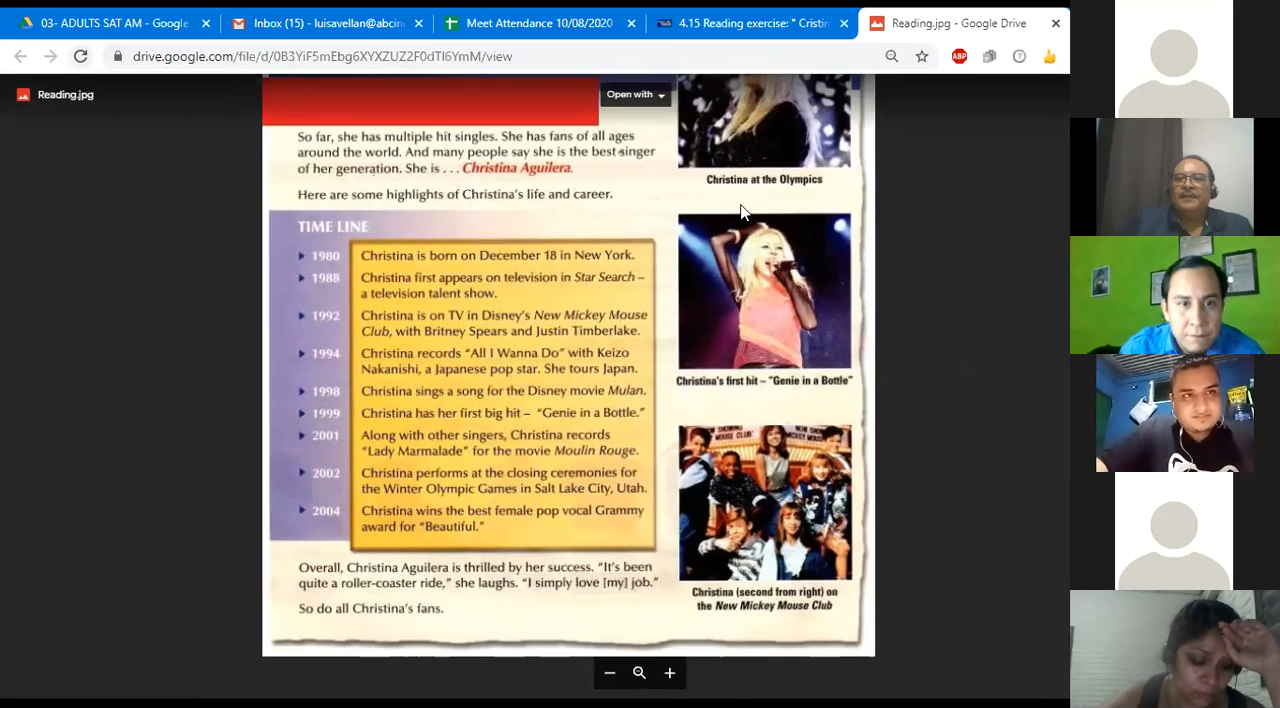 03- ADULTS SAT AM - Google
Inbox (15) - luisavellan@abcing
Meet Attendance 10/08/2020
4.15 Reading exercise: " Cristin
Reading.jpg - Google Drive
drive.google.com/file/d/0B3YiF5mEbg6XYXZUZ2F0dTl6YmM/view
ABP
Reading.jpg
Open with
So far, she has multiple hit singles. She has fans of all ages
around the world. And many people say she is the best singer
of her generation. She is . . . Christina Aguilera.
Here are some highlights of Christina's life and career.
TIME LINE
1980 Christina is born on December 18 in New York.
1988 Christina first appears on television in Star Search –
a television talent show.
1992 Christina is on TV in Disney's New Mickey Mouse
Club, with Britney Spears and Justin Timberlake.
1994 Christina records "All I Wanna Do" with Keizo
Nakanishi, a Japanese pop star. She tours Japan.
1998 Christina sings a song for the Disney movie Mulan.
1999 Christina has her first big hit – "Genie in a Bottle."
2001 Along with other singers, Christina records
"Lady Marmalade" for the movie Moulin Rouge.
2002 Christina performs at the closing ceremonies for
the Winter Olympic Games in Salt Lake City, Utah.
2004 Christina wins the best female pop vocal Grammy
award for "Beautiful."
Overall, Christina Aguilera is thrilled by her success. "It's been
quite a roller-coaster ride," she laughs. "I simply love [my] job."
So do all Christina's fans.
Christina at the Olympics
Christina's first hit – "Genie in a Bottle"
Christina (second from right) on
the New Mickey Mouse Club